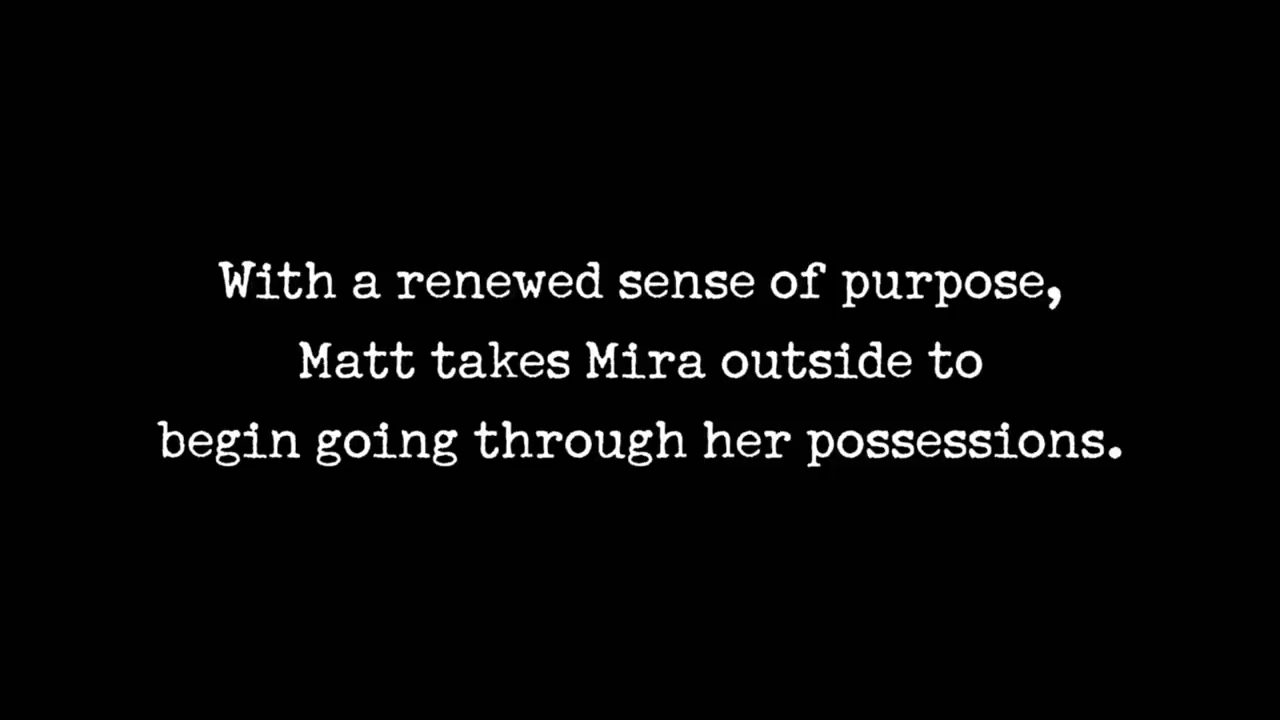 With a renewed sense of purpose,
Matt takes Mira outside to
begin going through her possessions.